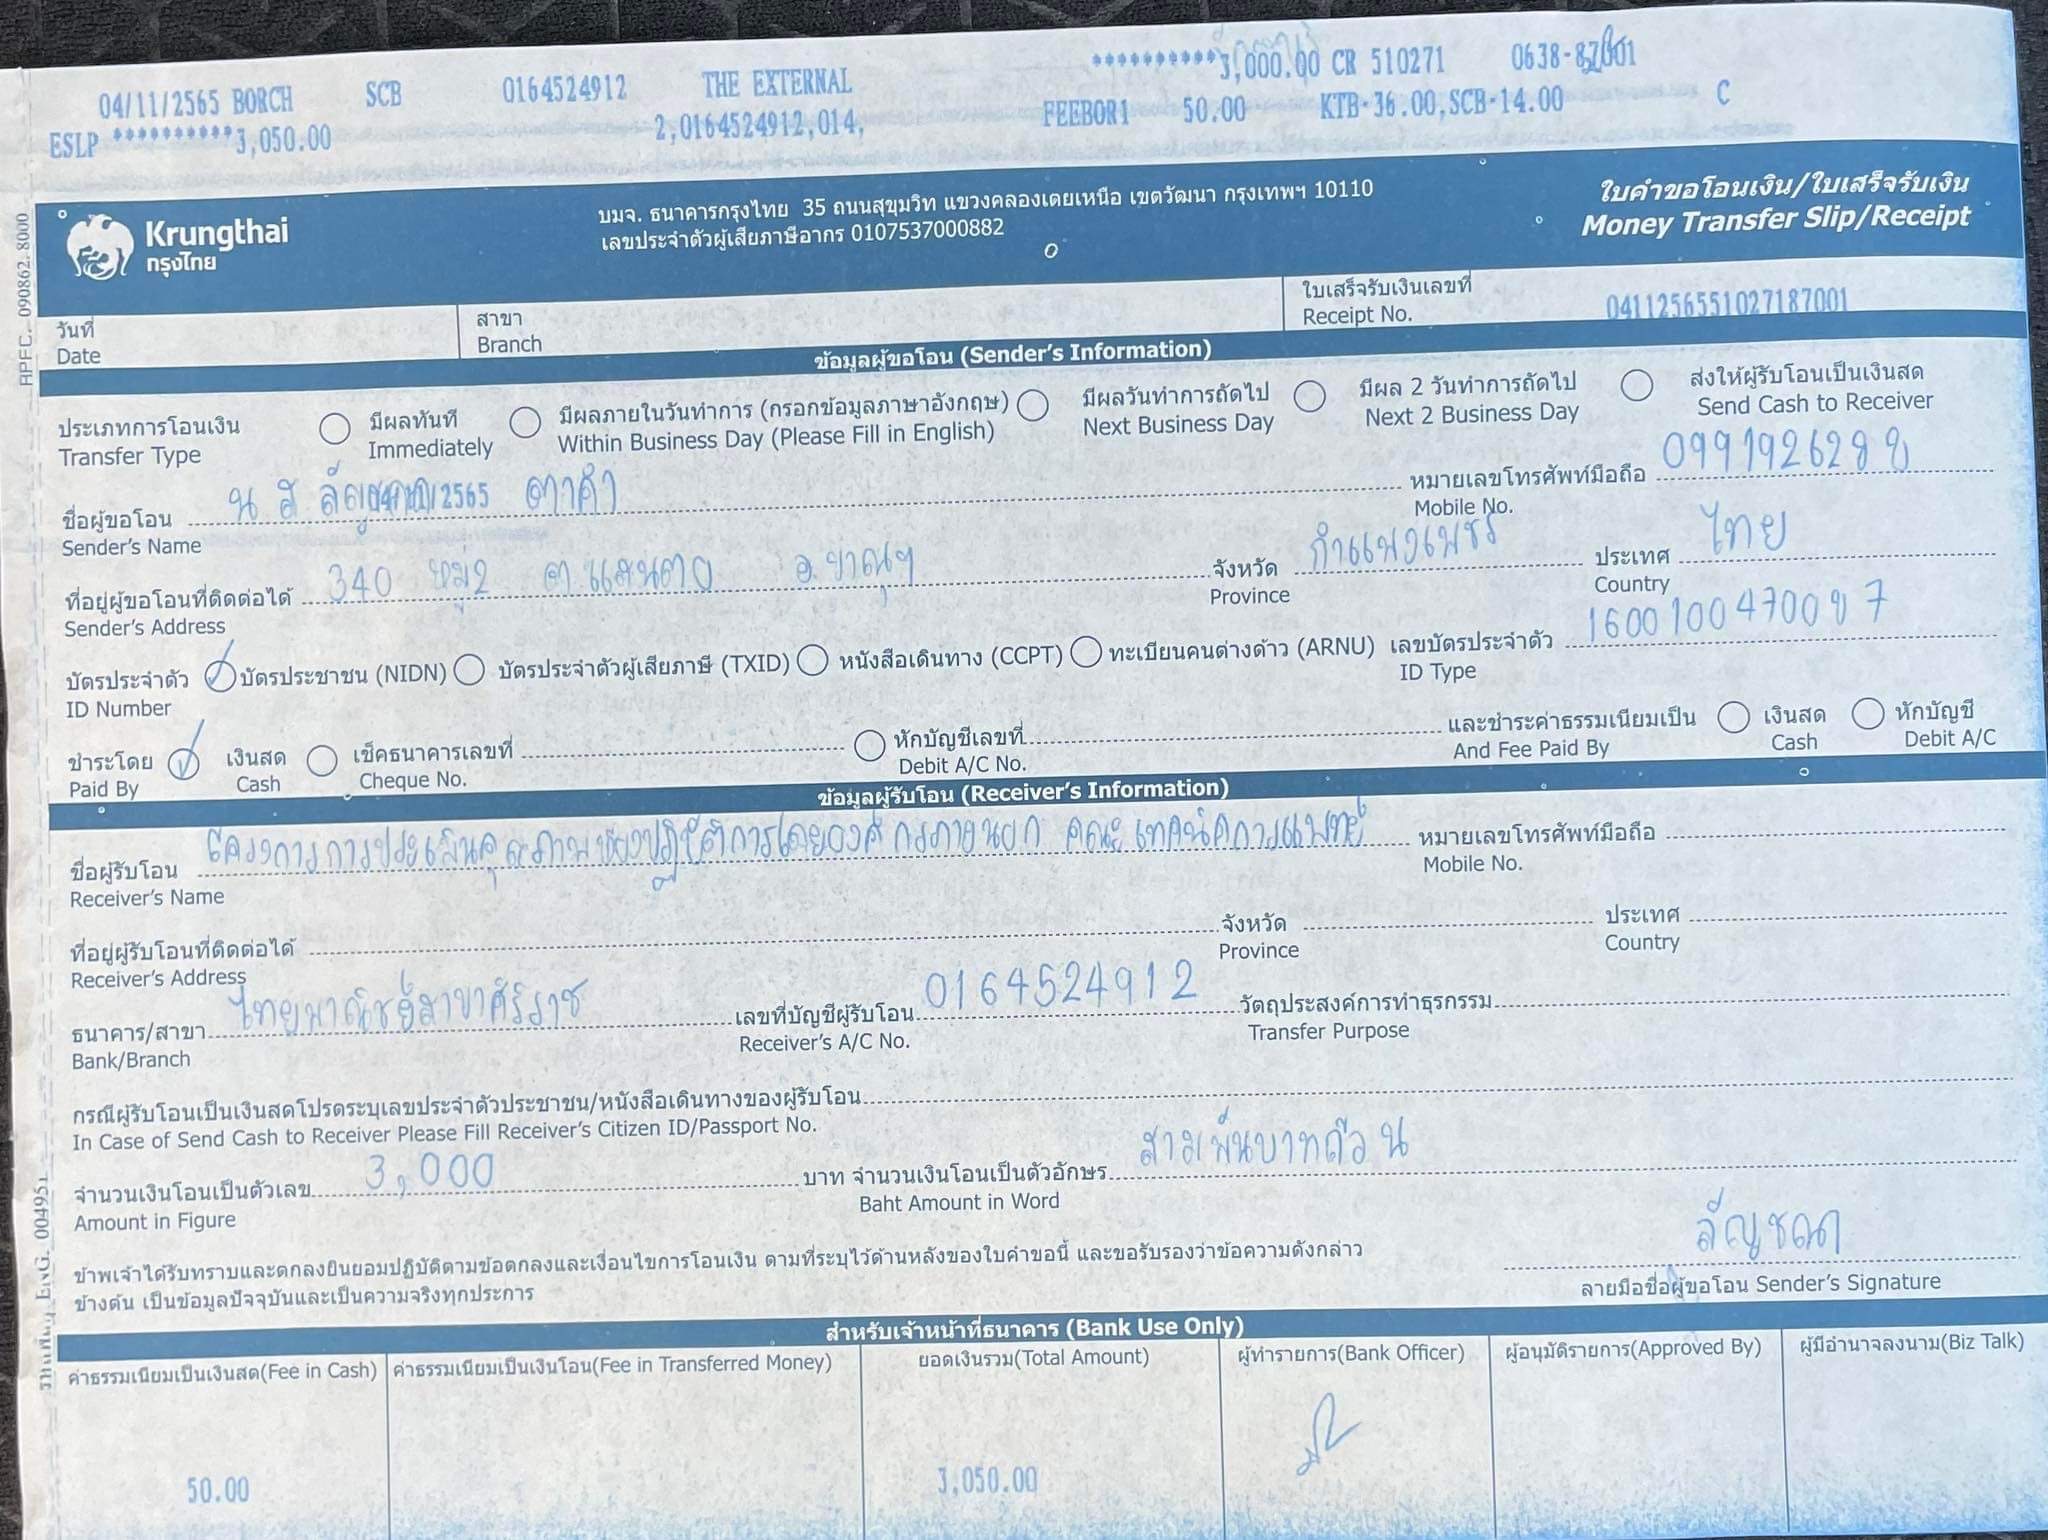 04/11/2565 BORCH SCB 0164524912 THE EXTERNAL **********3,000.00 CR 510271 0638-87001
ESLP **********3,050.00 2,0164524912,014, FEEBOR1 50.00 KTB-36.00,SCB-14.00 C
APFC. 090862.8000
Krungthai
กรุงไทย
บมจ. ธนาคารกรุงไทย 35 ถนนสุขุมวิท แขวงคลองเตยเหนือ เขตวัฒนา กรุงเทพฯ 10110
เลขประจำตัวผู้เสียภาษีอากร 0107537000882
ใบคำขอโอนเงิน/ใบเสร็จรับเงิน
Money Transfer Slip/Receipt
วันที่
Date
สาขา
Branch
ใบเสร็จรับเงินเลขที่ 0411256551027187001
Receipt No.
ข้อมูลผู้ขอโอน (Sender's Information)
ประเภทการโอนเงิน มีผลทันที มีผลภายในวันทำการ (กรอกข้อมูลภาษาอังกฤษ) มีผลวันทำการถัดไป มีผล 2 วันทำการถัดไป ส่งให้ผู้รับโอนเป็นเงินสด
Transfer Type Immediately Within Business Day (Please Fill in English) Next Business Day Next 2 Business Day Send Cash to Receiver
ชื่อผู้ขอโอน น.ส. 2565 ตาคำ หมายเลขโทรศัพท์มือถือ
Sender's Name Mobile No.
ที่อยู่ผู้ขอโอนที่ติดต่อได้ 340 หมู่2 ต.แสนตอ อ.ขาณุฯ จังหวัด กำแพงเพชร ประเทศ ไทย
Sender's Address Province Country
บัตรประจำตัว บัตรประชาชน (NIDN) บัตรประจำตัวผู้เสียภาษี (TXID) หนังสือเดินทาง (CCPT) ทะเบียนคนต่างด้าว (ARNU) เลขบัตรประจำตัว
ID Number ID Type
ชำระโดย เงินสด เช็คธนาคารเลขที่ หักบัญชีเลขที่ และชำระค่าธรรมเนียมเป็น เงินสด หักบัญชี
Paid By Cash Cheque No. Debit A/C No. And Fee Paid By Cash Debit A/C
ข้อมูลผู้รับโอน (Receiver's Information)
ชื่อผู้รับโอน โครงการการประเมินคุณภาพห้องปฏิบัติการโดยองค์กรภายนอก คณะเทคนิคการแพทย์ หมายเลขโทรศัพท์มือถือ
Receiver's Name Mobile No.
ที่อยู่ผู้รับโอนที่ติดต่อได้ จังหวัด ประเทศ
Receiver's Address Province Country
ธนาคาร/สาขา ไทยพาณิชย์สาขาศิริราช เลขที่บัญชีผู้รับโอน 0164524912 วัตถุประสงค์การทำธุรกรรม
Bank/Branch Receiver's A/C No. Transfer Purpose
กรณีผู้รับโอนเป็นเงินสดโปรดระบุเลขประจำตัวประชาชน/หนังสือเดินทางของผู้รับโอน
In Case of Send Cash to Receiver Please Fill Receiver's Citizen ID/Passport No.
จำนวนเงินโอนเป็นตัวเลข 3,000 บาท จำนวนเงินโอนเป็นตัวอักษร สามพันบาทถ้วน
Amount in Figure Baht Amount in Word
ข้าพเจ้าได้รับทราบและตกลงยินยอมปฏิบัติตามข้อตกลงและเงื่อนไขการโอนเงิน ตามที่ระบุไว้ด้านหลังของใบคำขอนี้ และขอรับรองว่าข้อความดังกล่าว
ข้างต้น เป็นข้อมูลปัจจุบันและเป็นความจริงทุกประการ
ลัญชณา
ลายมือชื่อผู้ขอโอน Sender's Signature
สำหรับเจ้าหน้าที่ธนาคาร (Bank Use Only)
ค่าธรรมเนียมเป็นเงินสด(Fee in Cash) ค่าธรรมเนียมเป็นเงินโอน(Fee in Transferred Money) ยอดเงินรวม(Total Amount) ผู้ทำรายการ(Bank Officer) ผู้อนุมัติรายการ(Approved By) ผู้มีอำนาจลงนาม(Biz Talk)
50.00 3,050.00